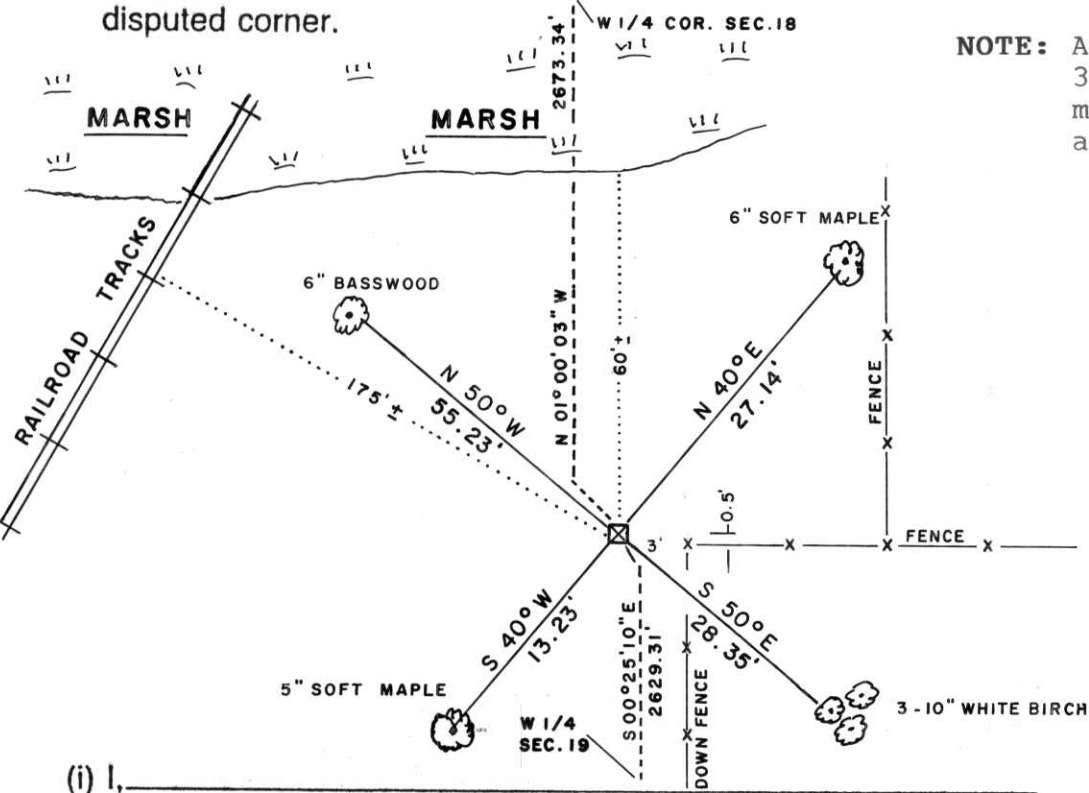 disputed corner.
W 1/4 COR. SEC. 18
NOTE: A
3
m
a
2673.34'
MARSH
MARSH
6" SOFT MAPLE
RAILROAD TRACKS
6" BASSWOOD
N 01°00'03" W
60'±
N 40°E
27.14'
FENCE
175'±
N 50°W
55.23'
0.5'
3'
FENCE
S 40°W
13.23'
S 50°E
28.35'
S 00°25'10" E
2629.31'
5" SOFT MAPLE
W 1/4
SEC. 19
DOWN FENCE
3-10" WHITE BIRCH
(i) I,